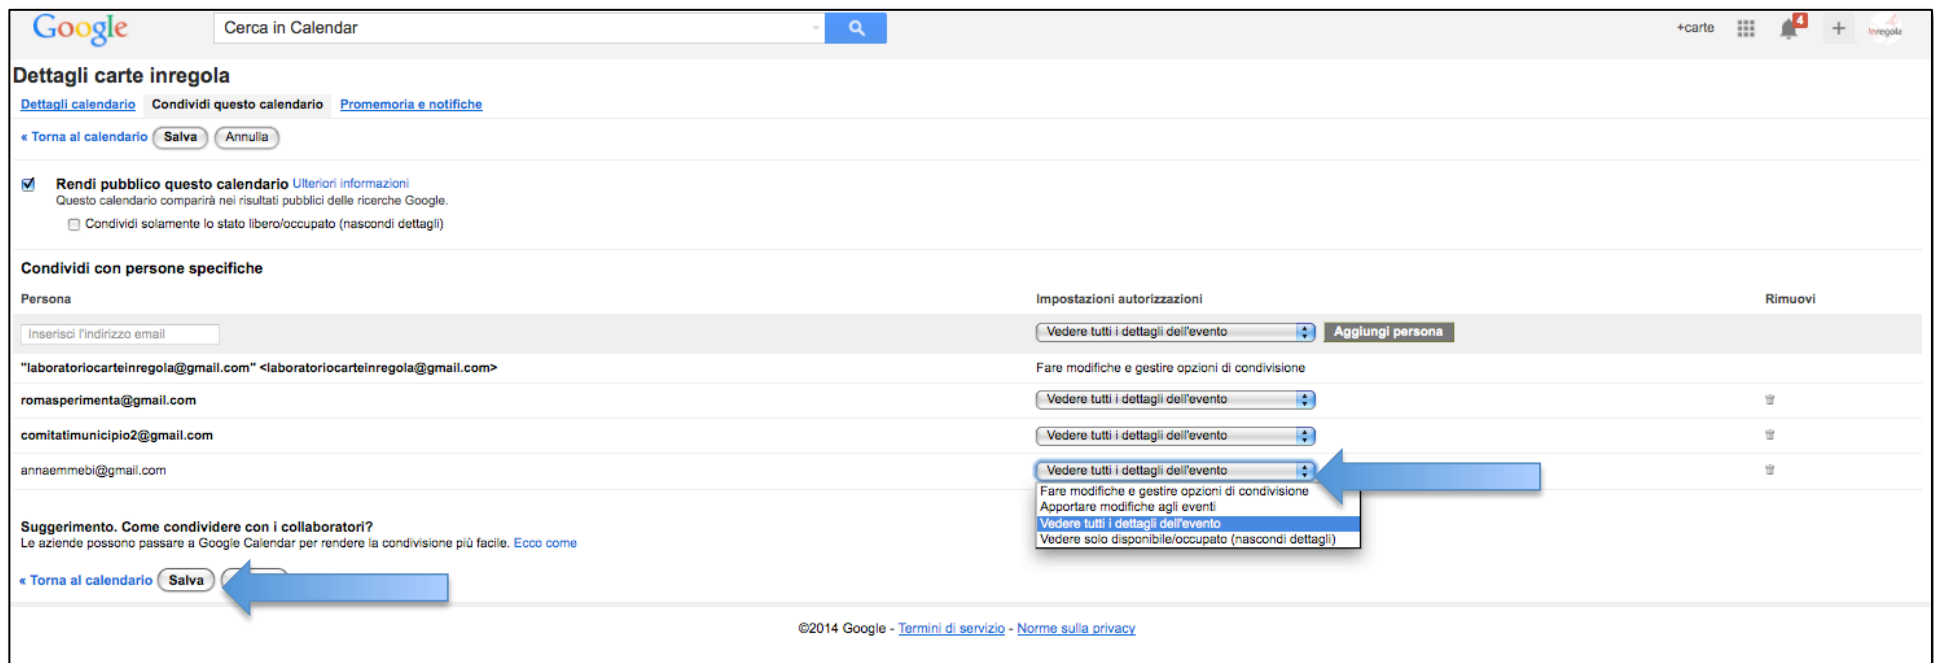 Google
Cerca in Calendar
+carte
4
Inregola
Dettagli carte inregola
Dettagli calendario Condividi questo calendario Promemoria e notifiche
« Torna al calendario Salva Annulla
Rendi pubblico questo calendario Ulteriori informazioni
Questo calendario comparirà nei risultati pubblici delle ricerche Google.
Condividi solamente lo stato libero/occupato (nascondi dettagli)
Condividi con persone specifiche
Persona Impostazioni autorizzazioni Rimuovi
Inserisci l'indirizzo email Vedere tutti i dettagli dell'evento Aggiungi persona
"laboratoriocarteinregola@gmail.com" <laboratoriocarteinregola@gmail.com> Fare modifiche e gestire opzioni di condivisione
romasperimenta@gmail.com Vedere tutti i dettagli dell'evento
comitatimunicipio2@gmail.com Vedere tutti i dettagli dell'evento
annaemmebi@gmail.com Vedere tutti i dettagli dell'evento
Fare modifiche e gestire opzioni di condivisione
Apportare modifiche agli eventi
Vedere tutti i dettagli dell'evento
Vedere solo disponibile/occupato (nascondi dettagli)
Suggerimento. Come condividere con i collaboratori?
Le aziende possono passare a Google Calendar per rendere la condivisione più facile. Ecco come
« Torna al calendario Salva
©2014 Google - Termini di servizio - Norme sulla privacy